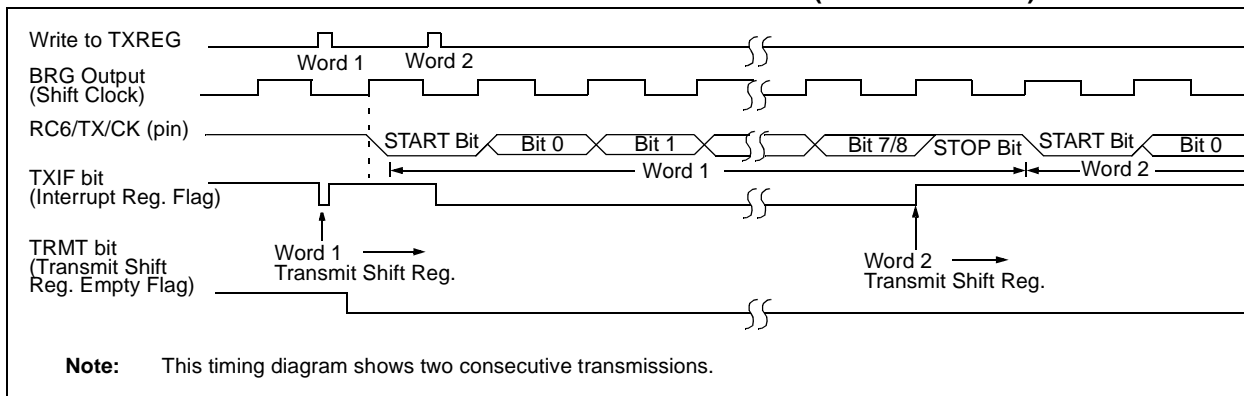 Write to TXREG
Word 1
Word 2
BRG Output
(Shift Clock)
RC6/TX/CK (pin)
START Bit
Bit 0
Bit 1
Bit 7/8
STOP Bit
START Bit
Bit 0
Word 1
Word 2
TXIF bit
(Interrupt Reg. Flag)
Word 1
Transmit Shift Reg.
Word 2
Transmit Shift Reg.
TRMT bit
(Transmit Shift
Reg. Empty Flag)
Note: This timing diagram shows two consecutive transmissions.